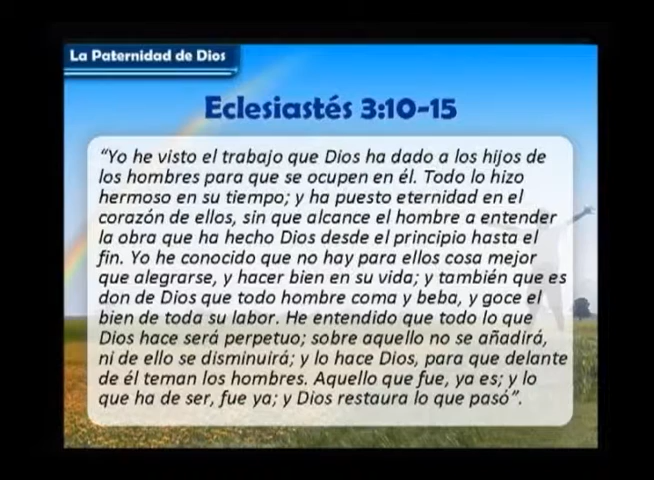 La Paternidad de Dios
Eclesiastés 3:10-15
“Yo he visto el trabajo que Dios ha dado a los hijos de
los hombres para que se ocupen en él. Todo lo hizo
hermoso en su tiempo; y ha puesto eternidad en el
corazón de ellos, sin que alcance el hombre a entender
la obra que ha hecho Dios desde el principio hasta el
fin. Yo he conocido que no hay para ellos cosa mejor
que alegrarse, y hacer bien en su vida; y también que es
don de Dios que todo hombre coma y beba, y goce el
bien de toda su labor. He entendido que todo lo que
Dios hace será perpetuo; sobre aquello no se añadirá,
ni de ello se disminuirá; y lo hace Dios, para que delante
de él teman los hombres. Aquello que fue, ya es; y lo
que ha de ser, fue ya; y Dios restaura lo que pasó”.